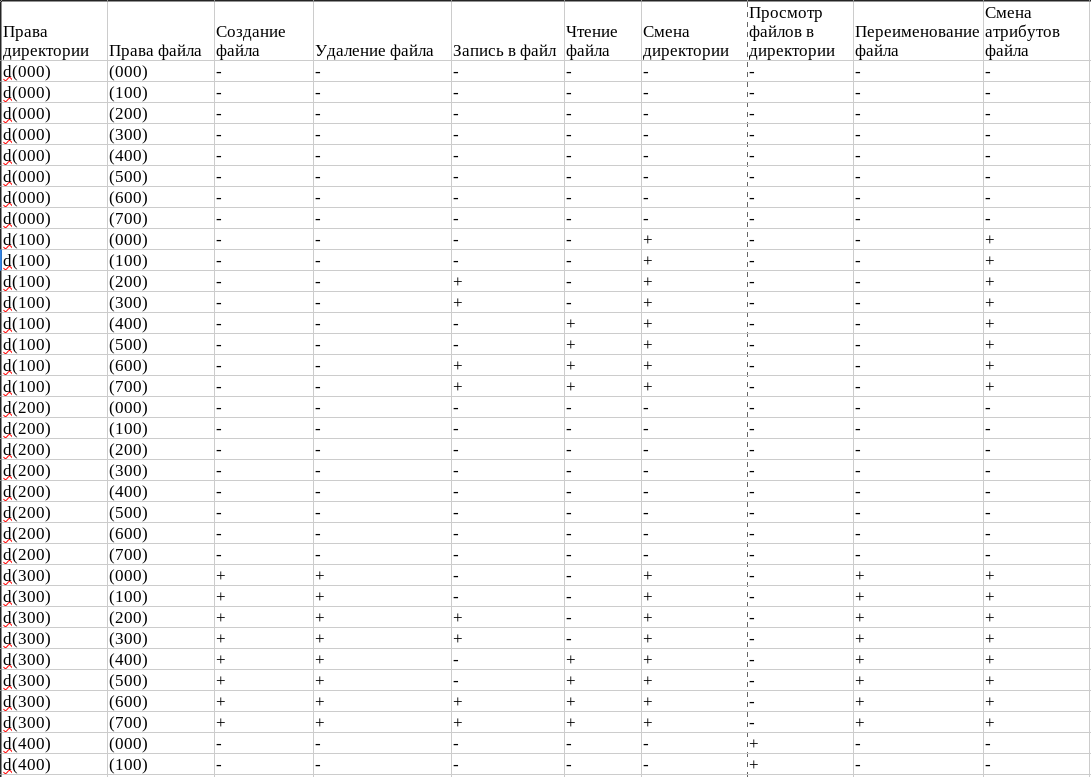 Права директории Права файла Создание файла Удаление файла Запись в файл Чтение файла Смена директории Просмотр файлов в директории Переименование файла Смена атрибутов файла
d(000) (000) - - - - - - - -
d(000) (100) - - - - - - - -
d(000) (200) - - - - - - - -
d(000) (300) - - - - - - - -
d(000) (400) - - - - - - - -
d(000) (500) - - - - - - - -
d(000) (600) - - - - - - - -
d(000) (700) - - - - - - - -
d(100) (000) - - - - + - - +
d(100) (100) - - - - + - - +
d(100) (200) - - + - + - - +
d(100) (300) - - + - + - - +
d(100) (400) - - - + + - - +
d(100) (500) - - - + + - - +
d(100) (600) - - + + + - - +
d(100) (700) - - + + + - - +
d(200) (000) - - - - - - - -
d(200) (100) - - - - - - - -
d(200) (200) - - - - - - - -
d(200) (300) - - - - - - - -
d(200) (400) - - - - - - - -
d(200) (500) - - - - - - - -
d(200) (600) - - - - - - - -
d(200) (700) - - - - - - - -
d(300) (000) + + - - + - + +
d(300) (100) + + - - + - + +
d(300) (200) + + + - + - + +
d(300) (300) + + + - + - + +
d(300) (400) + + - + + - + +
d(300) (500) + + - + + - + +
d(300) (600) + + + + + - + +
d(300) (700) + + + + + - + +
d(400) (000) - - - - - + - -
d(400) (100) - - - - - + - -